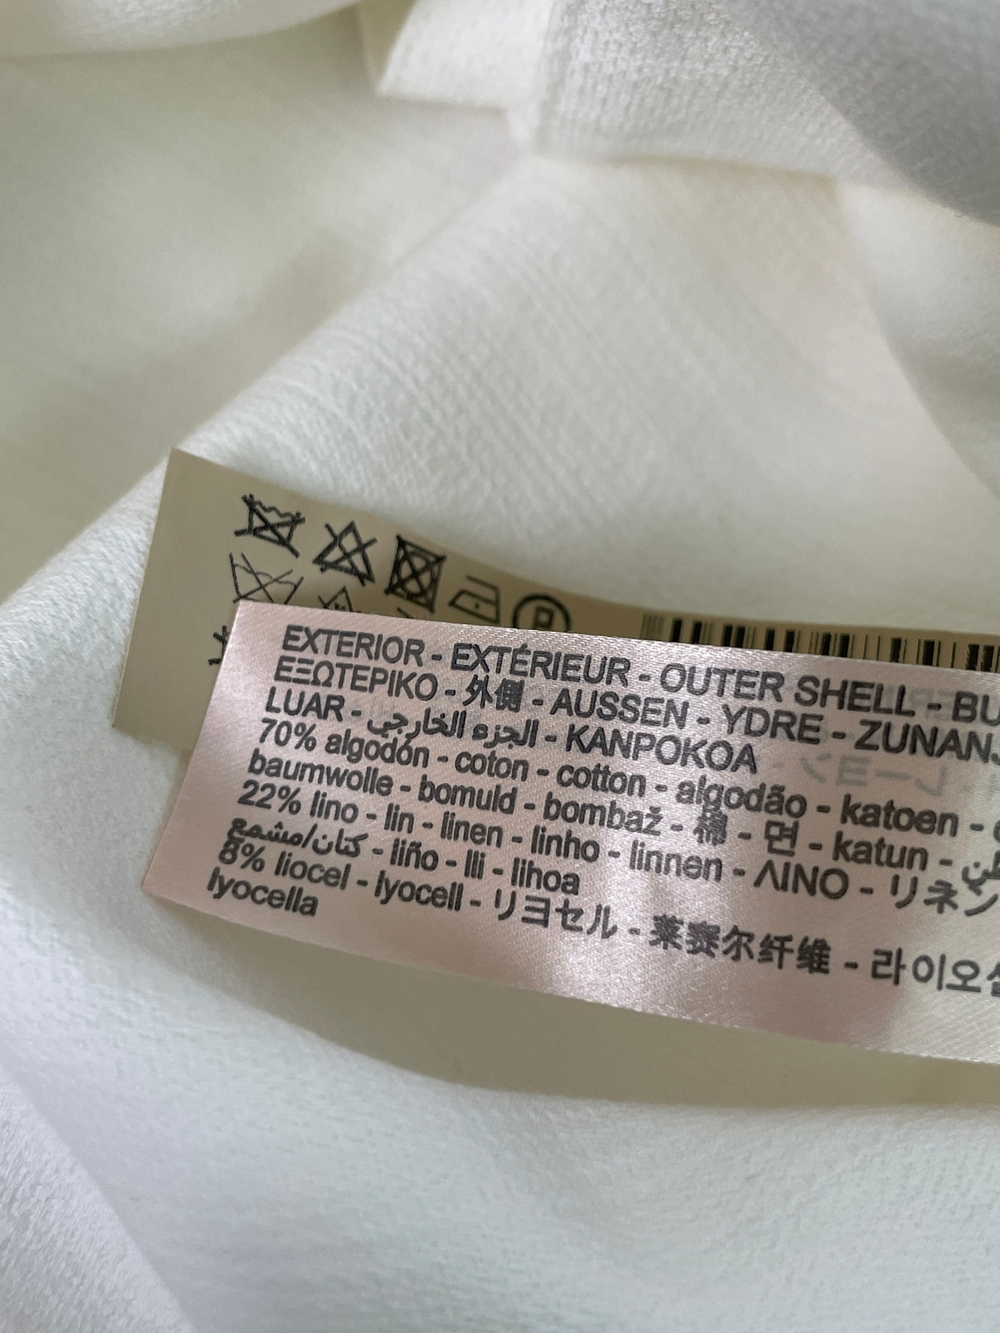 P
EXTERIOR - EXTÉRIEUR - OUTER SHELL - BU
ΕΞΩΤΕΡΙΚΟ - 外側 - AUSSEN - YDRE - ZUNANJ
LUAR - الجزء الخارجي - KANPOKOA
70% algodón - coton - cotton - algodão - katoen -
baumwolle - bomuld - bombaž - 棉 - 면 - katun -
22% lino - lin - linen - linho - linnen - ΛΙΝΟ - リネン
كتان/مشمع - liño - lli - lihoa
8% liocel - lyocell - リヨセル - 莱赛尔纤维 - 라이오셀
lyocella